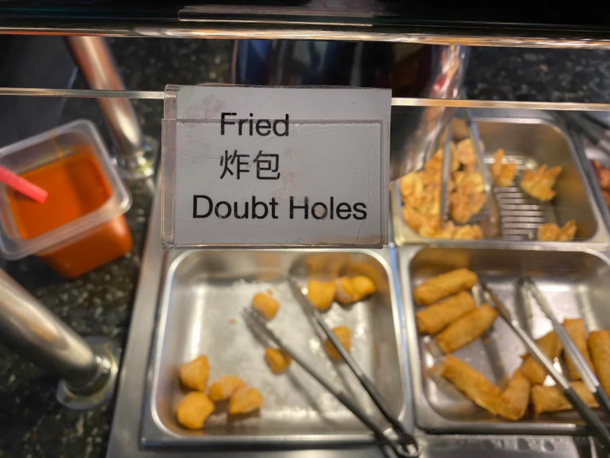 Fried
炸包
Doubt Holes